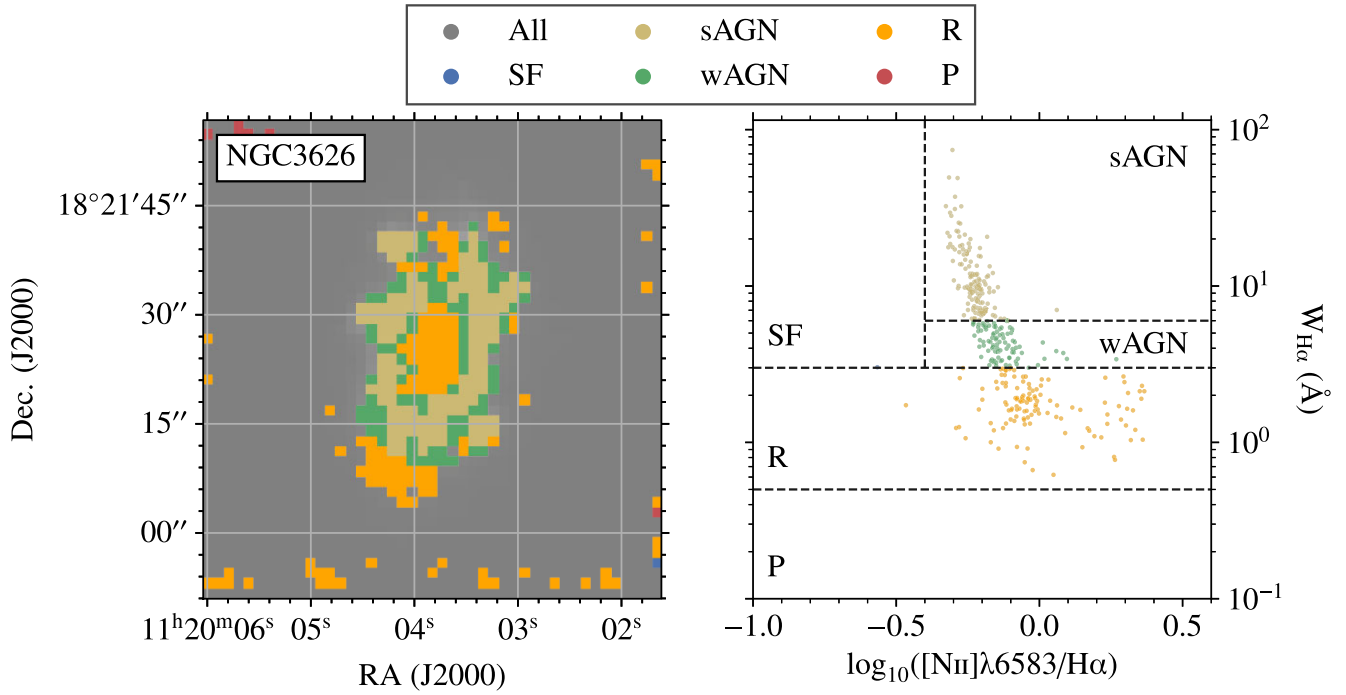 All sAGN R
SF wAGN P
NGC3626
18°21′45″
30″
15″
00″
11ʰ20ᵐ06ˢ 05ˢ 04ˢ 03ˢ 02ˢ
RA (J2000)
Dec. (J2000)
sAGN
SF
wAGN
R
P
10²
10¹
10⁰
10⁻¹
−1.0 −0.5 0.0 0.5
log₁₀([NII]λ6583/Hα)
W_Hα (Å)